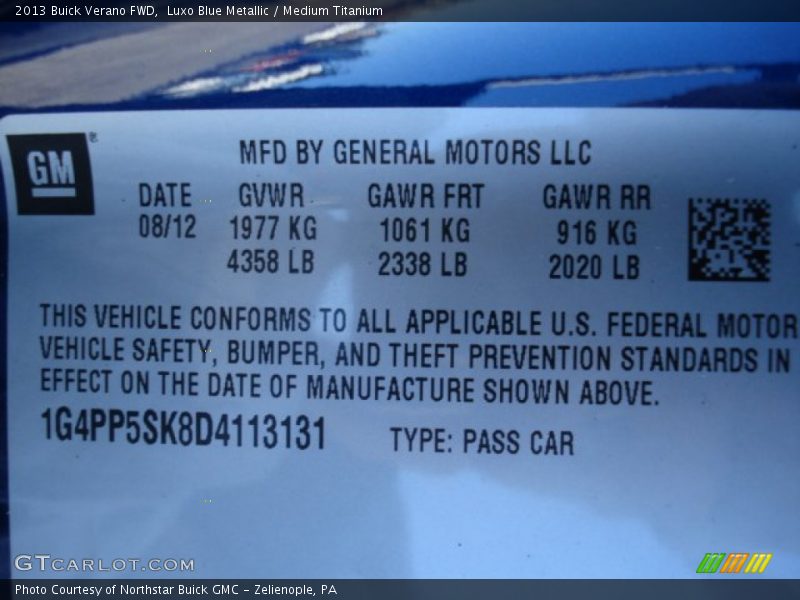 2013 Buick Verano FWD,  Luxo Blue Metallic / Medium Titanium
GM ®
MFD BY GENERAL MOTORS LLC
DATE GVWR GAWR FRT GAWR RR
08/12 1977 KG 1061 KG 916 KG
4358 LB 2338 LB 2020 LB
THIS VEHICLE CONFORMS TO ALL APPLICABLE U.S. FEDERAL MOTOR
VEHICLE SAFETY, BUMPER, AND THEFT PREVENTION STANDARDS IN
EFFECT ON THE DATE OF MANUFACTURE SHOWN ABOVE.
1G4PP5SK8D4113131 TYPE: PASS CAR
GTCARLOT.COM
Photo Courtesy of Northstar Buick GMC - Zelienople, PA